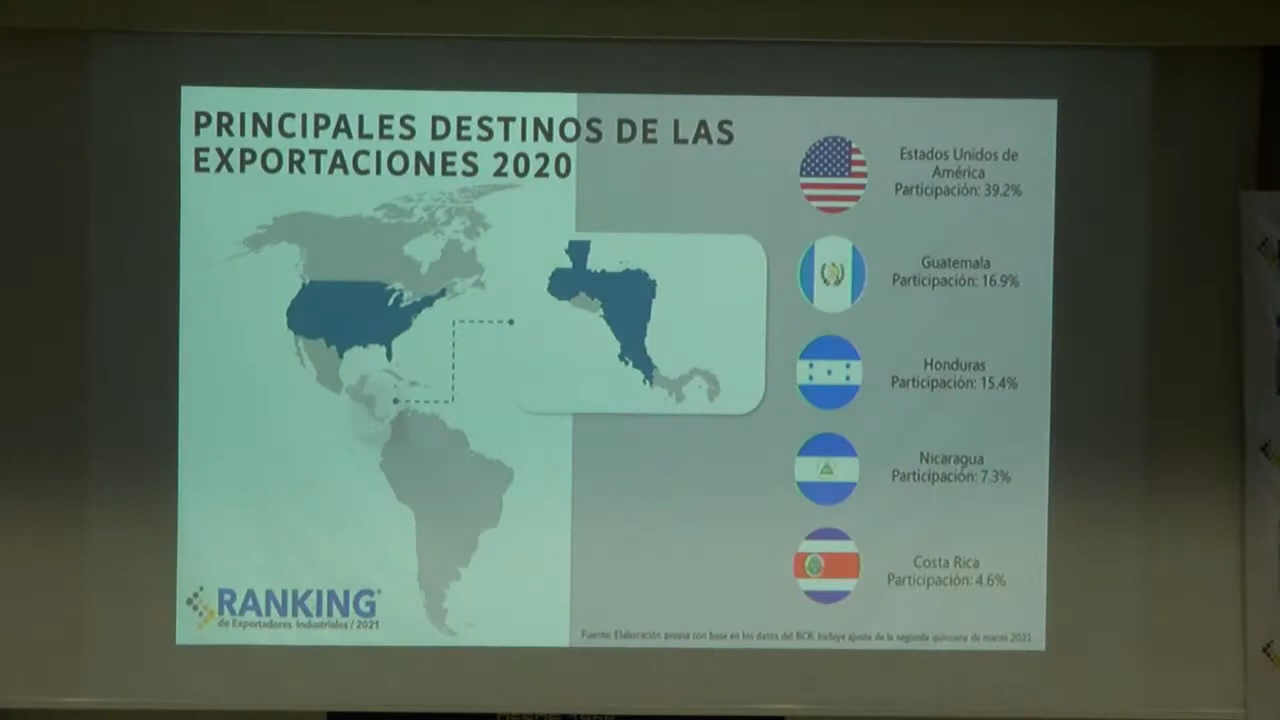 PRINCIPALES DESTINOS DE LAS
EXPORTACIONES 2020
Estados Unidos de
América
Participación: 39.2%
Guatemala
Participación: 16.9%
Honduras
Participación: 15.4%
Nicaragua
Participación: 7.3%
Costa Rica
Participación: 4.6%
RANKING
de Exportadores Industriales / 2021
Fuente: Elaboración propia con base en los datos del BCR. Incluye ajuste de la segunda quincena de marzo 2021